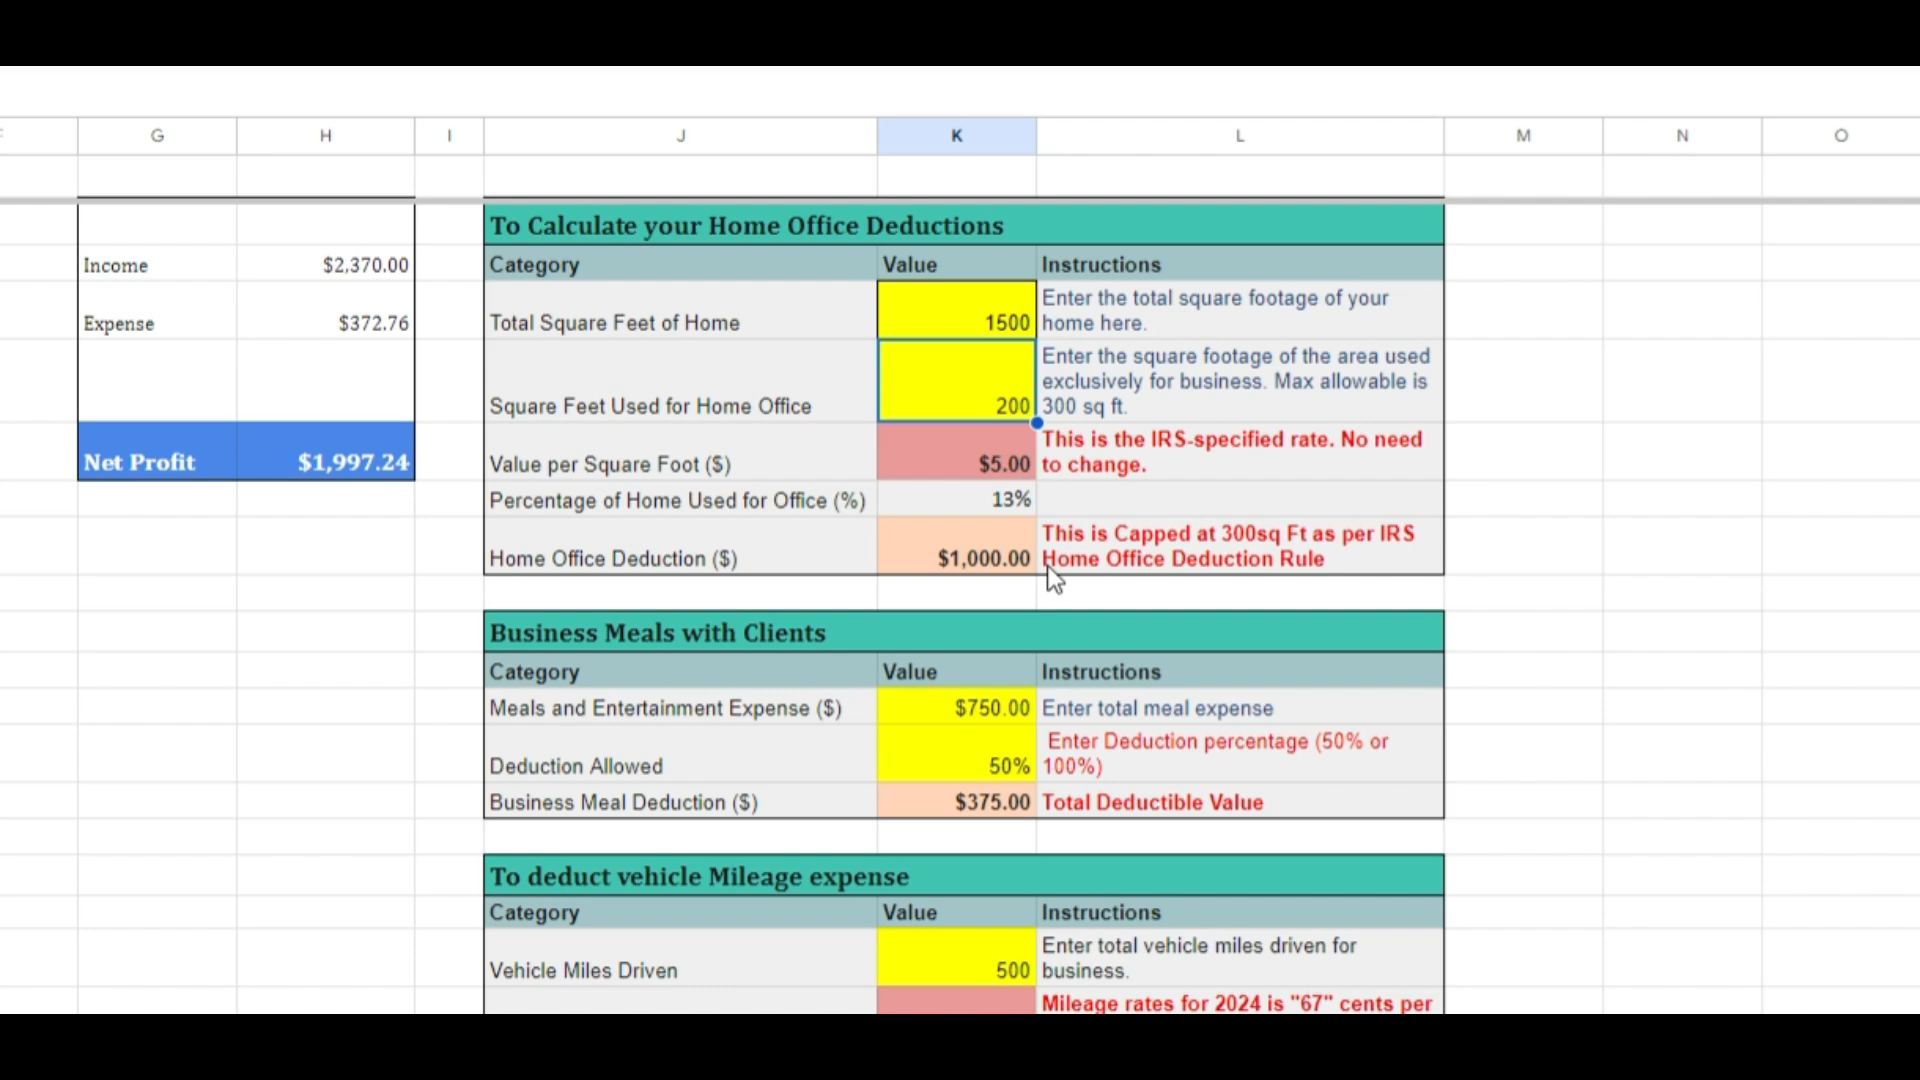 G H I J K L M N O
To Calculate your Home Office Deductions
Income $2,370.00
Category Value Instructions
Expense $372.76
Total Square Feet of Home 1500 Enter the total square footage of your
home here.
Square Feet Used for Home Office 200 Enter the square footage of the area used
exclusively for business. Max allowable is
300 sq ft.
Net Profit $1,997.24
Value per Square Foot ($) $5.00 This is the IRS-specified rate. No need
to change.
Percentage of Home Used for Office (%) 13%
Home Office Deduction ($) $1,000.00 This is Capped at 300sq Ft as per IRS
Home Office Deduction Rule
Business Meals with Clients
Category Value Instructions
Meals and Entertainment Expense ($) $750.00 Enter total meal expense
Deduction Allowed 50% Enter Deduction percentage (50% or
100%)
Business Meal Deduction ($) $375.00 Total Deductible Value
To deduct vehicle Mileage expense
Category Value Instructions
Vehicle Miles Driven 500 Enter total vehicle miles driven for
business.
Mileage rates for 2024 is "67" cents per